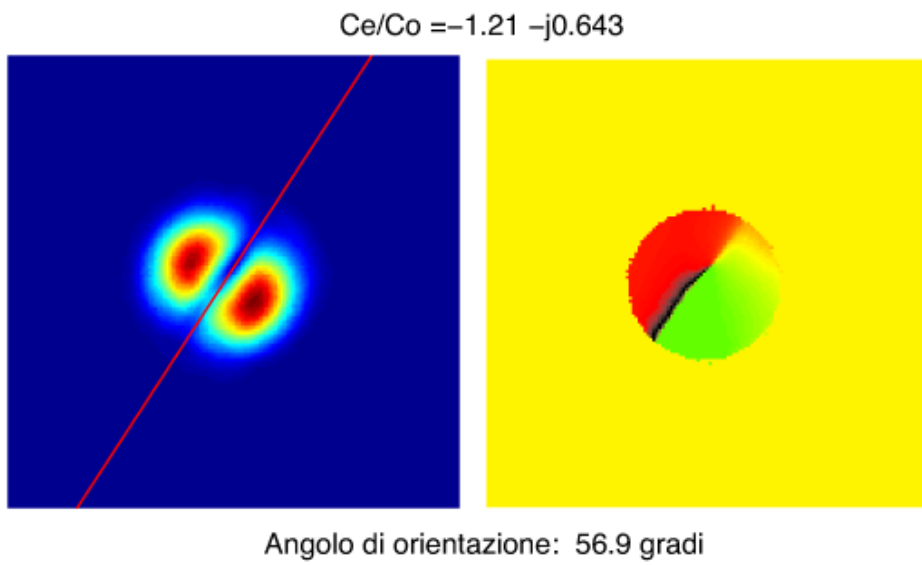 Ce/Co =−1.21 −j0.643
Angolo di orientazione: 56.9 gradi